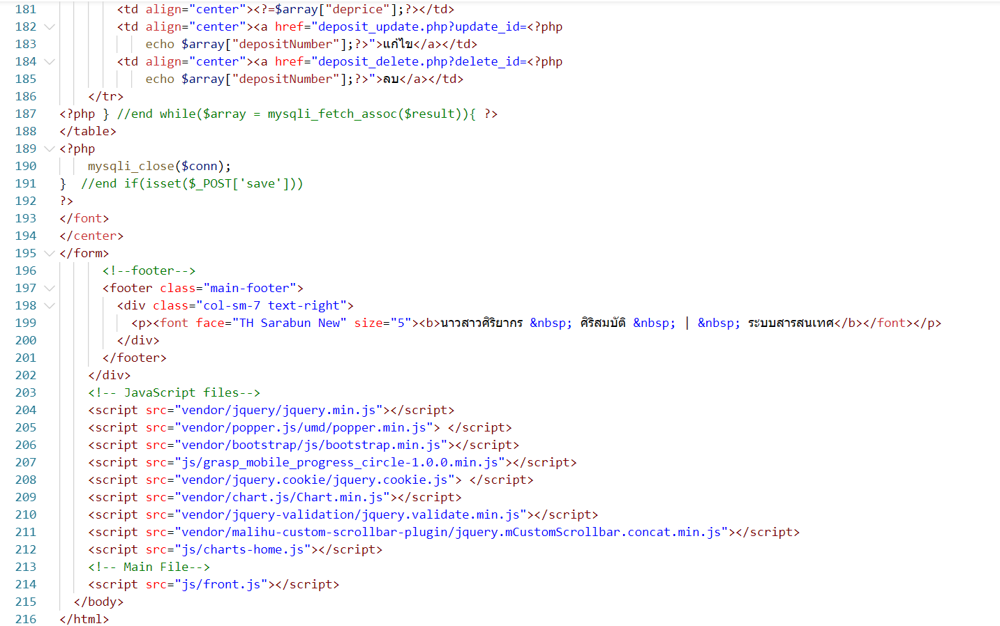 181 <td align="center"><?=$array["deprice"];?></td>
182 <td align="center"><a href="deposit_update.php?update_id=<?php
183 echo $array["depositNumber"];?>">แก้ไข</a></td>
184 <td align="center"><a href="deposit_delete.php?delete_id=<?php
185 echo $array["depositNumber"];?>">ลบ</a></td>
186 </tr>
187 <?php } //end while($array = mysqli_fetch_assoc($result)){ ?>
188 </table>
189 <?php
190 mysqli_close($conn);
191 } //end if(isset($_POST['save']))
192 ?>
193 </font>
194 </center>
195 </form>
196 <!--footer-->
197 <footer class="main-footer">
198 <div class="col-sm-7 text-right">
199 <p><font face="TH Sarabun New" size="5"><b>นาวสาวศิริยากร &nbsp; ศิริสมบัติ &nbsp; | &nbsp; ระบบสารสนเทศ</b></font></p>
200 </div>
201 </footer>
202 </div>
203 <!-- JavaScript files-->
204 <script src="vendor/jquery/jquery.min.js"></script>
205 <script src="vendor/popper.js/umd/popper.min.js"> </script>
206 <script src="vendor/bootstrap/js/bootstrap.min.js"></script>
207 <script src="js/grasp_mobile_progress_circle-1.0.0.min.js"></script>
208 <script src="vendor/jquery.cookie/jquery.cookie.js"> </script>
209 <script src="vendor/chart.js/Chart.min.js"></script>
210 <script src="vendor/jquery-validation/jquery.validate.min.js"></script>
211 <script src="vendor/malihu-custom-scrollbar-plugin/jquery.mCustomScrollbar.concat.min.js"></script>
212 <script src="js/charts-home.js"></script>
213 <!-- Main File-->
214 <script src="js/front.js"></script>
215 </body>
216 </html>